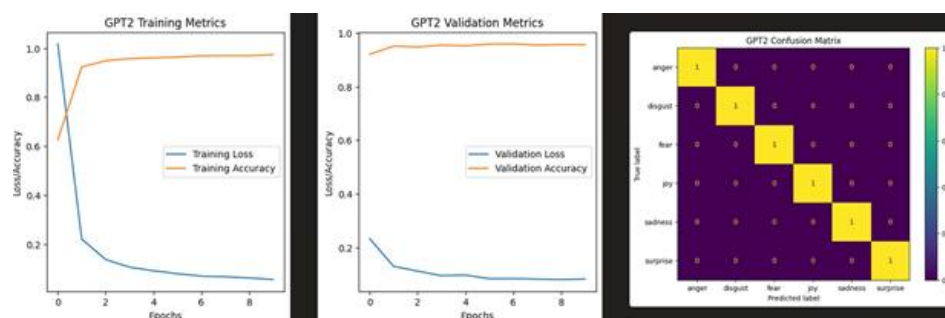 GPT2 Training Metrics
1.0
0.8
0.6
0.4
0.2
Loss/Accuracy
Training Loss
Training Accuracy
0 2 4 6 8
Epochs
GPT2 Validation Metrics
1.0
0.8
0.6
0.4
0.2
Loss/Accuracy
Validation Loss
Validation Accuracy
0 2 4 6 8
Epochs
GPT2 Confusion Matrix
True label
anger 1 0 0 0 0 0
disgust 0 1 0 0 0 0
fear 0 0 1 0 0 0
joy 0 0 0 1 0 0
sadness 0 0 0 0 1 0
surprise 0 0 0 0 0 1
anger disgust fear joy sadness surprise
Predicted label